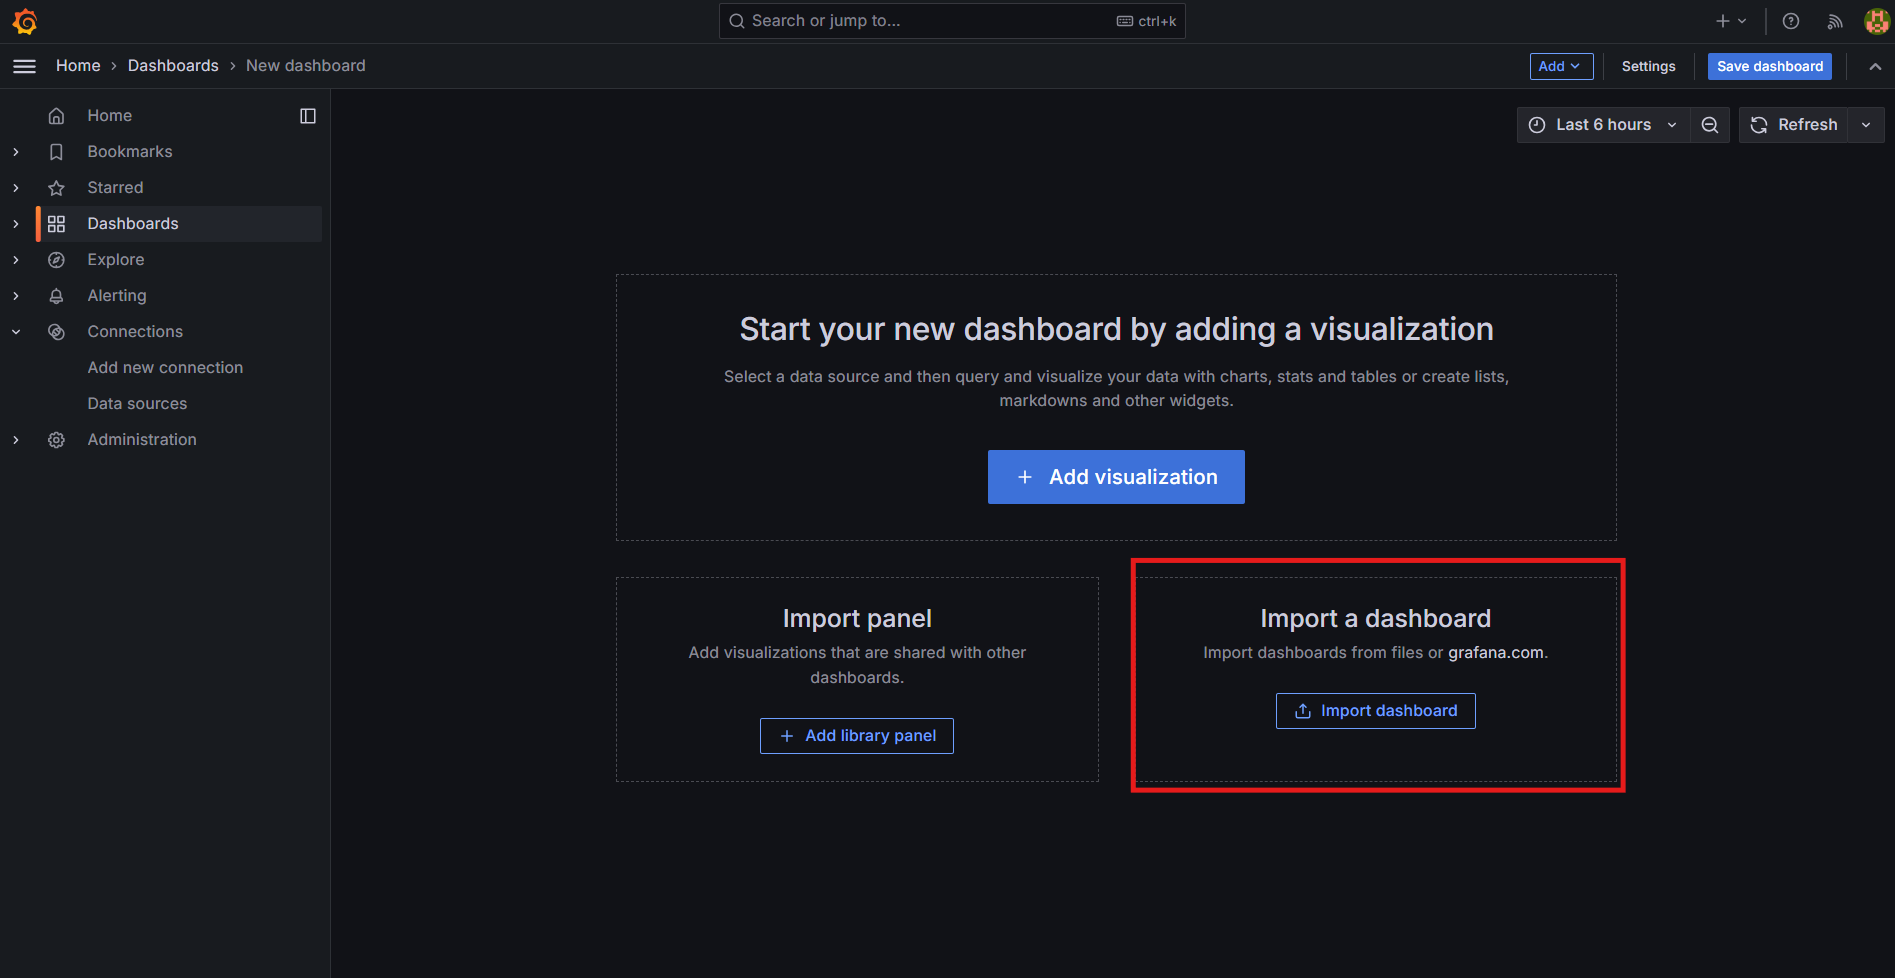 Search or jump to...
ctrl+k
Home
Dashboards
New dashboard
Add
Settings
Save dashboard
Home
Bookmarks
Starred
Dashboards
Explore
Alerting
Connections
Add new connection
Data sources
Administration
Last 6 hours
Refresh
Start your new dashboard by adding a visualization
Select a data source and then query and visualize your data with charts, stats and tables or create lists,
markdowns and other widgets.
Add visualization
Import panel
Add visualizations that are shared with other
dashboards.
Add library panel
Import a dashboard
Import dashboards from files or grafana.com.
Import dashboard